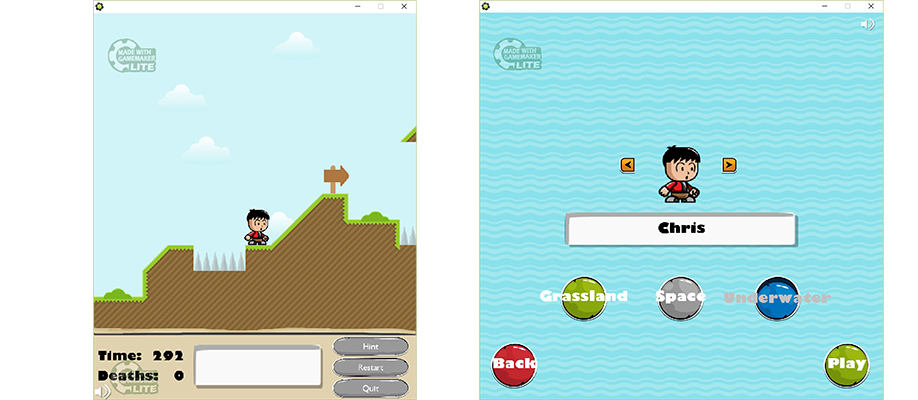 MADE WITH
GAMEMAKER
LITE
Time: 292
Deaths: 0
LITE
Hint
Restart
Quit
MADE WITH
GAMEMAKER
LITE
Chris
Grassland
Space
Underwater
Back
Play